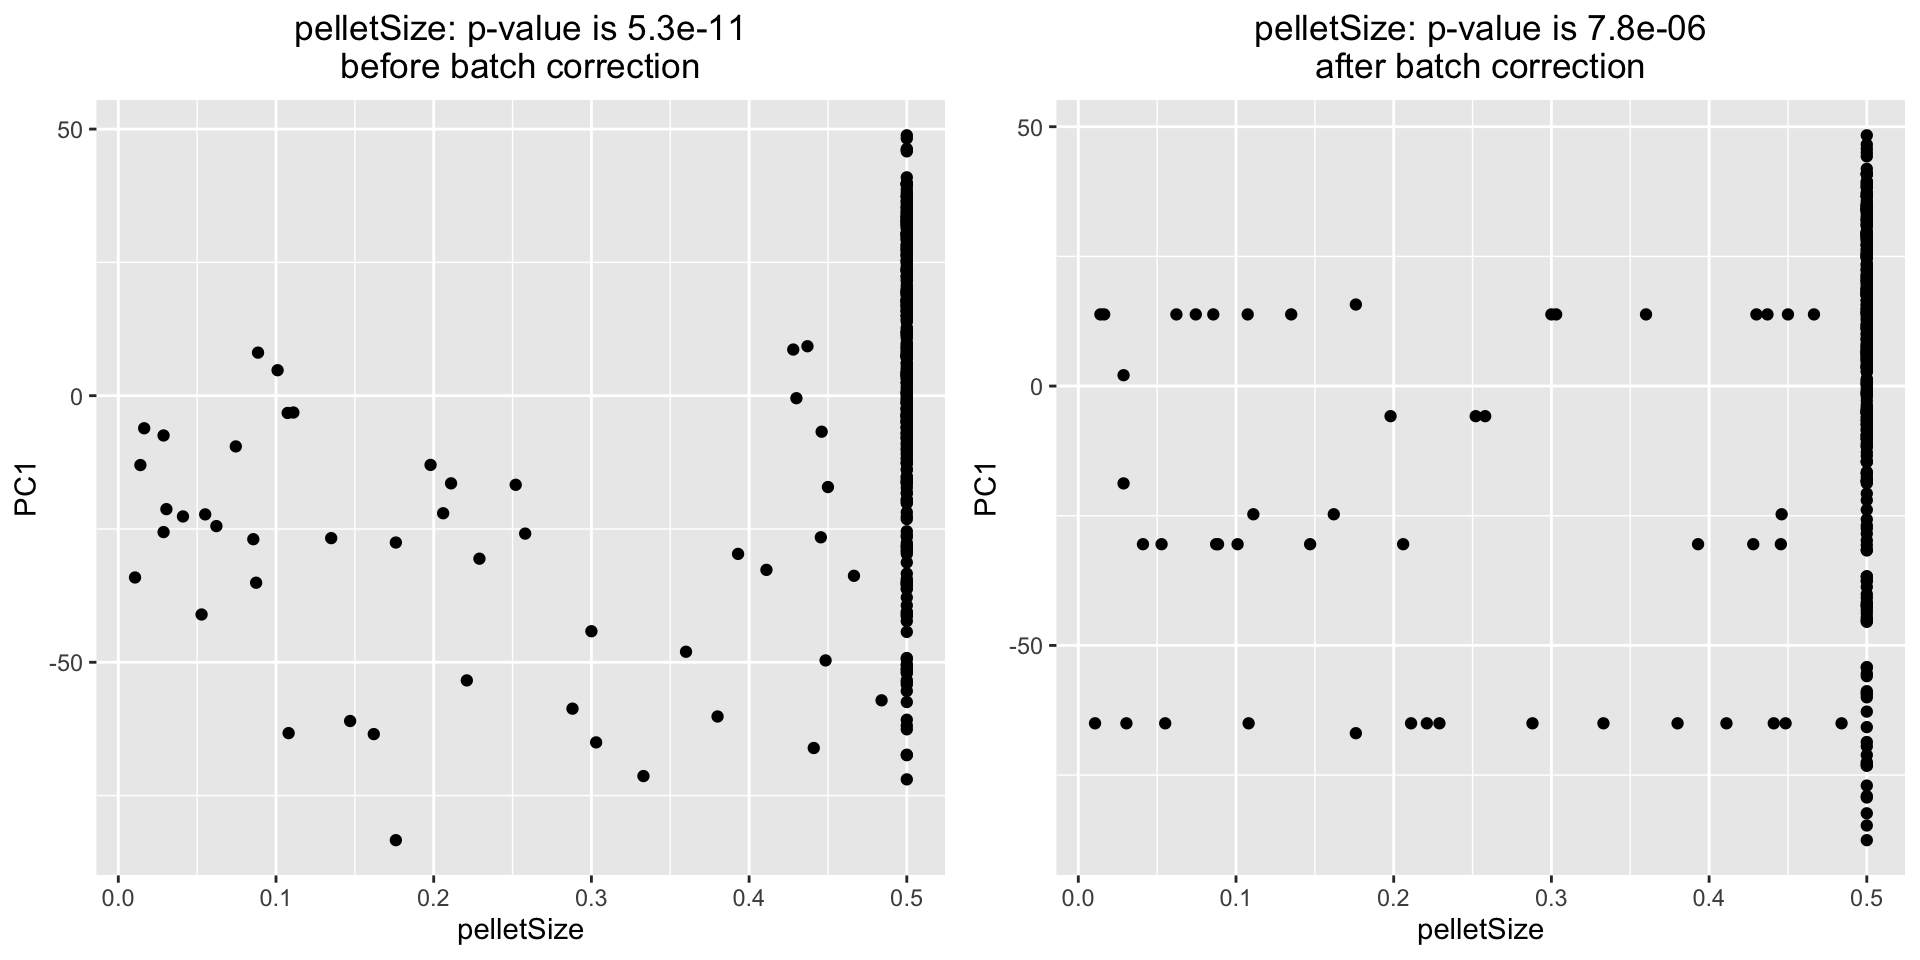 pelletSize: p-value is 5.3e-11
before batch correction
50
0
-50
PC1
0.0 0.1 0.2 0.3 0.4 0.5
pelletSize
pelletSize: p-value is 7.8e-06
after batch correction
50
0
-50
PC1
0.0 0.1 0.2 0.3 0.4 0.5
pelletSize